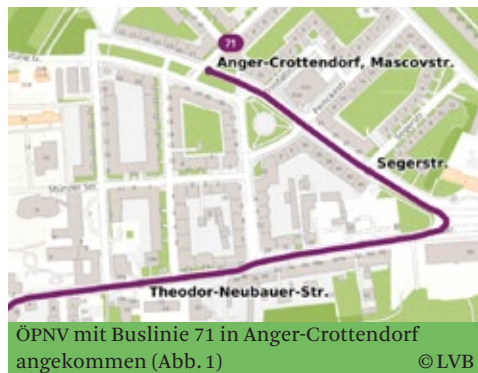 71
Anger-Crottendorf, Mascovstr.
Segerstr.
Theodor-Neubauer-Str.
ÖPNV mit Buslinie 71 in Anger-Crottendorf
angekommen (Abb. 1) © LVB